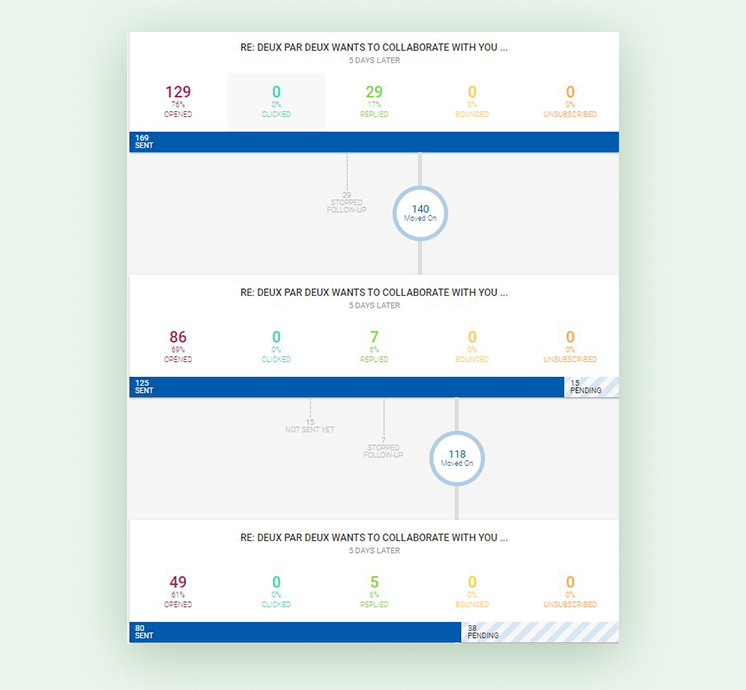 RE: DEUX PAR DEUX WANTS TO COLLABORATE WITH YOU ...
5 DAYS LATER
129 0 29 0 0
76% 0% 17% 0% 0%
OPENED CLICKED REPLIED BOUNCED UNSUBSCRIBED
169
SENT
29
STOPPED
FOLLOW-UP
140
Moved On
RE: DEUX PAR DEUX WANTS TO COLLABORATE WITH YOU ...
5 DAYS LATER
86 0 7 0 0
69% 0% 6% 0% 0%
OPENED CLICKED REPLIED BOUNCED UNSUBSCRIBED
125 15
SENT PENDING
15
NOT SENT YET
7
STOPPED
FOLLOW-UP
118
Moved On
RE: DEUX PAR DEUX WANTS TO COLLABORATE WITH YOU ...
5 DAYS LATER
49 0 5 0 0
61% 0% 6% 0% 0%
OPENED CLICKED REPLIED BOUNCED UNSUBSCRIBED
80 38
SENT PENDING